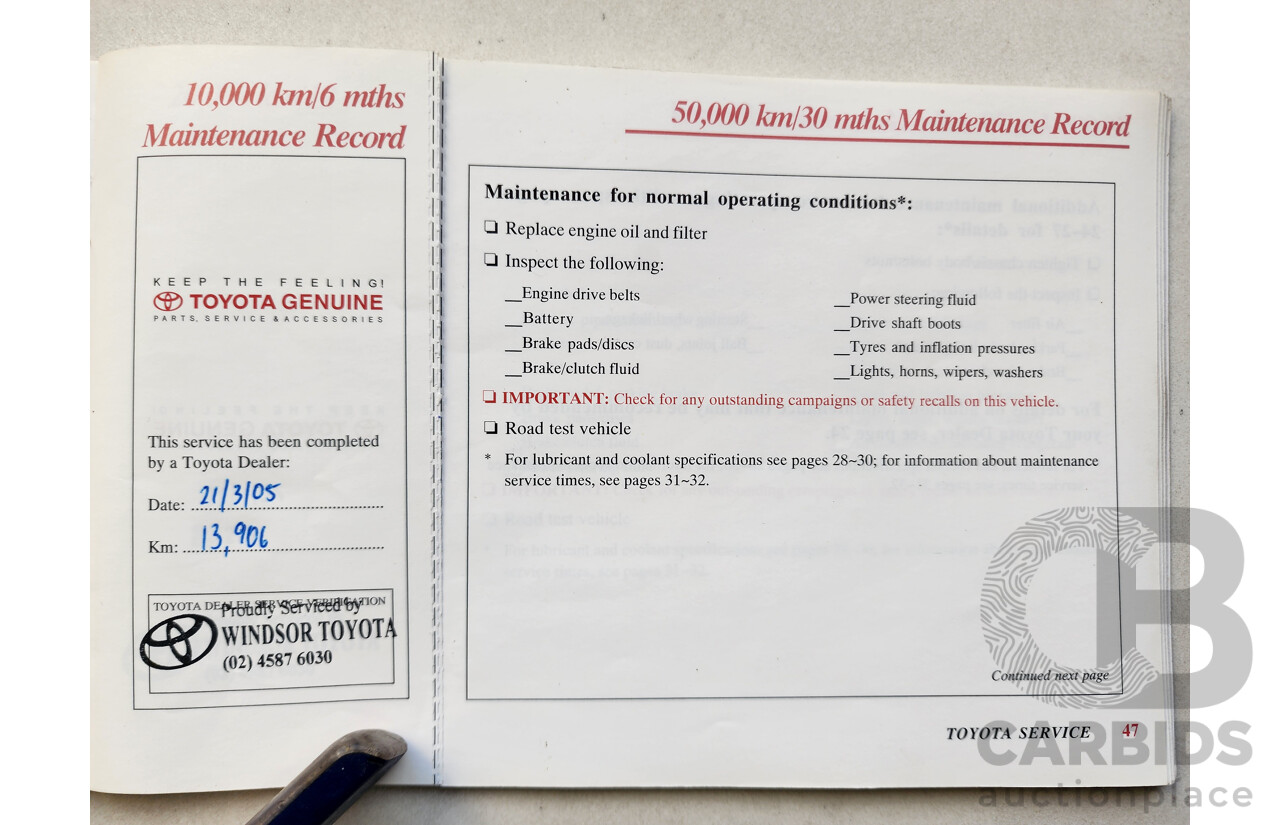 10,000 km/6 mths
Maintenance Record
KEEP THE FEELING!
TOYOTA GENUINE
PARTS, SERVICE & ACCESSORIES
This service has been completed
by a Toyota Dealer:
Date: 21/3/05
Km: 13,906
TOYOTA DEALER SERVICE VERIFICATION
Proudly Serviced by
WINDSOR TOYOTA
(02) 4587 6030
50,000 km/30 mths Maintenance Record
Maintenance for normal operating conditions*:
❏ Replace engine oil and filter
❏ Inspect the following:
__Engine drive belts
__Battery
__Brake pads/discs
__Brake/clutch fluid
__Power steering fluid
__Drive shaft boots
__Tyres and inflation pressures
__Lights, horns, wipers, washers
❏ IMPORTANT: Check for any outstanding campaigns or safety recalls on this vehicle.
❏ Road test vehicle
* For lubricant and coolant specifications see pages 28~30; for information about maintenance
service times, see pages 31~32.
Continued next page
TOYOTA SERVICE 47
CB
CARBIDS
auctionplace